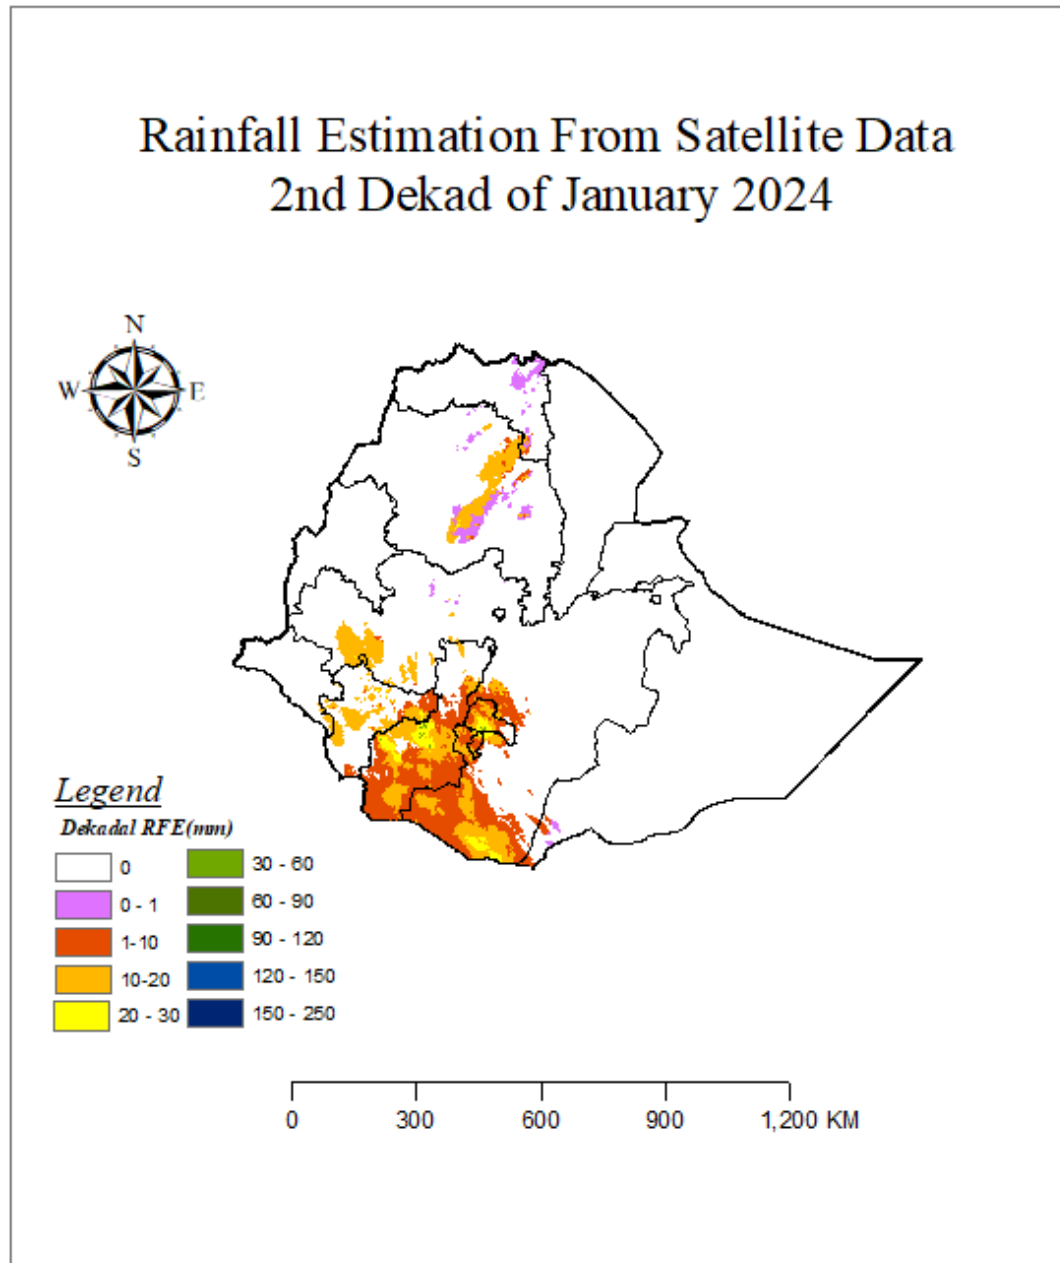 Rainfall Estimation From Satellite Data
2nd Dekad of January 2024
N
W E
S
Legend
Dekadal RFE(mm)
0
0 - 1
1- 10
10-20
20 - 30
30 - 60
60 - 90
90 - 120
120 - 150
150 - 250
0 300 600 900 1,200 KM